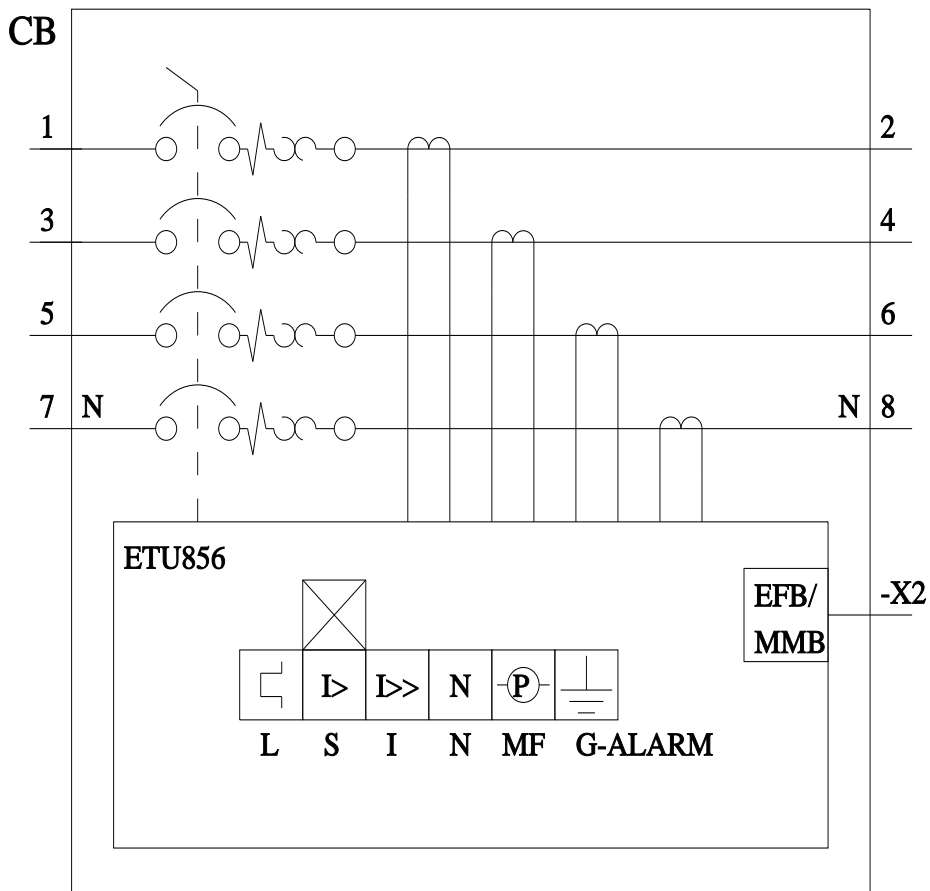 CB
1 2
3 4
5 6
7 N N 8
ETU856
EFB/ -X2
MMB
I> I>> N P
L S I N MF G-ALARM